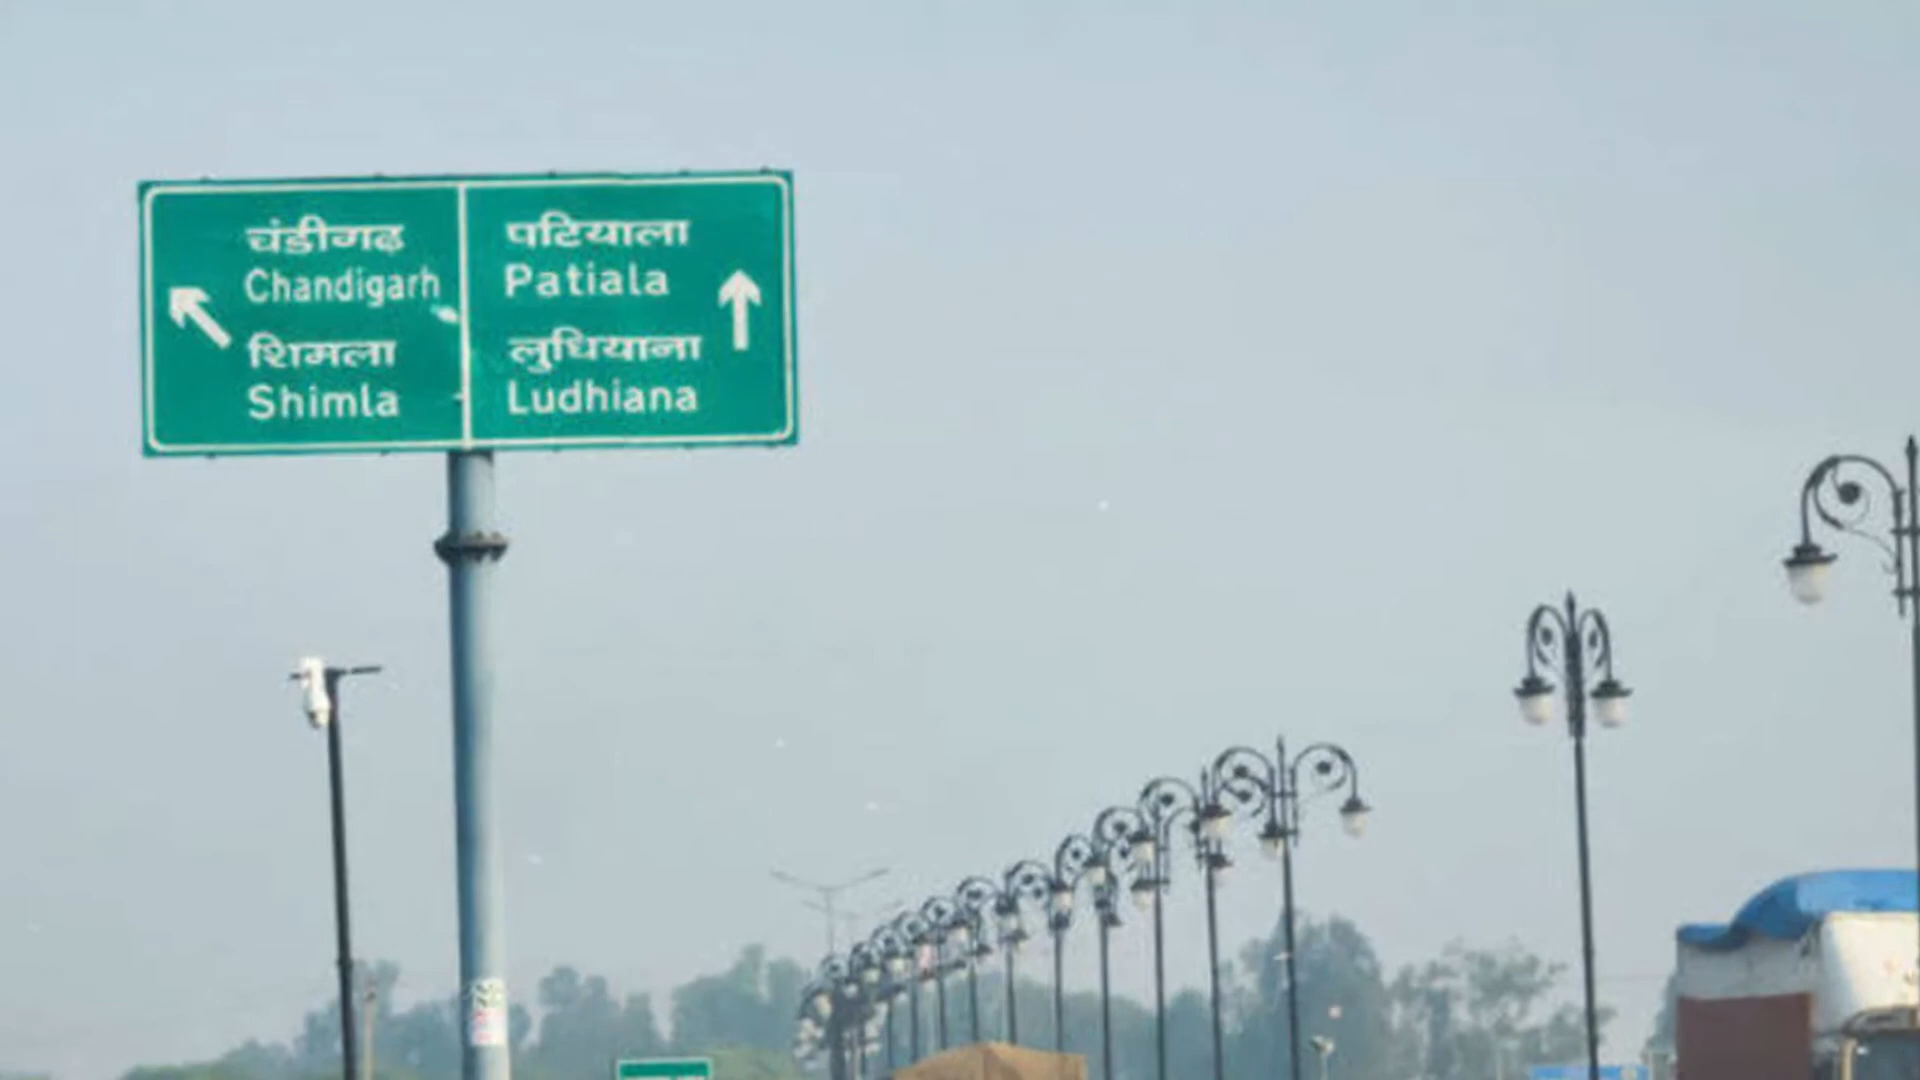 चंडीगढ़
Chandigarh
शिमला
Shimla
पटियाला
Patiala
लुधियाना
Ludhiana